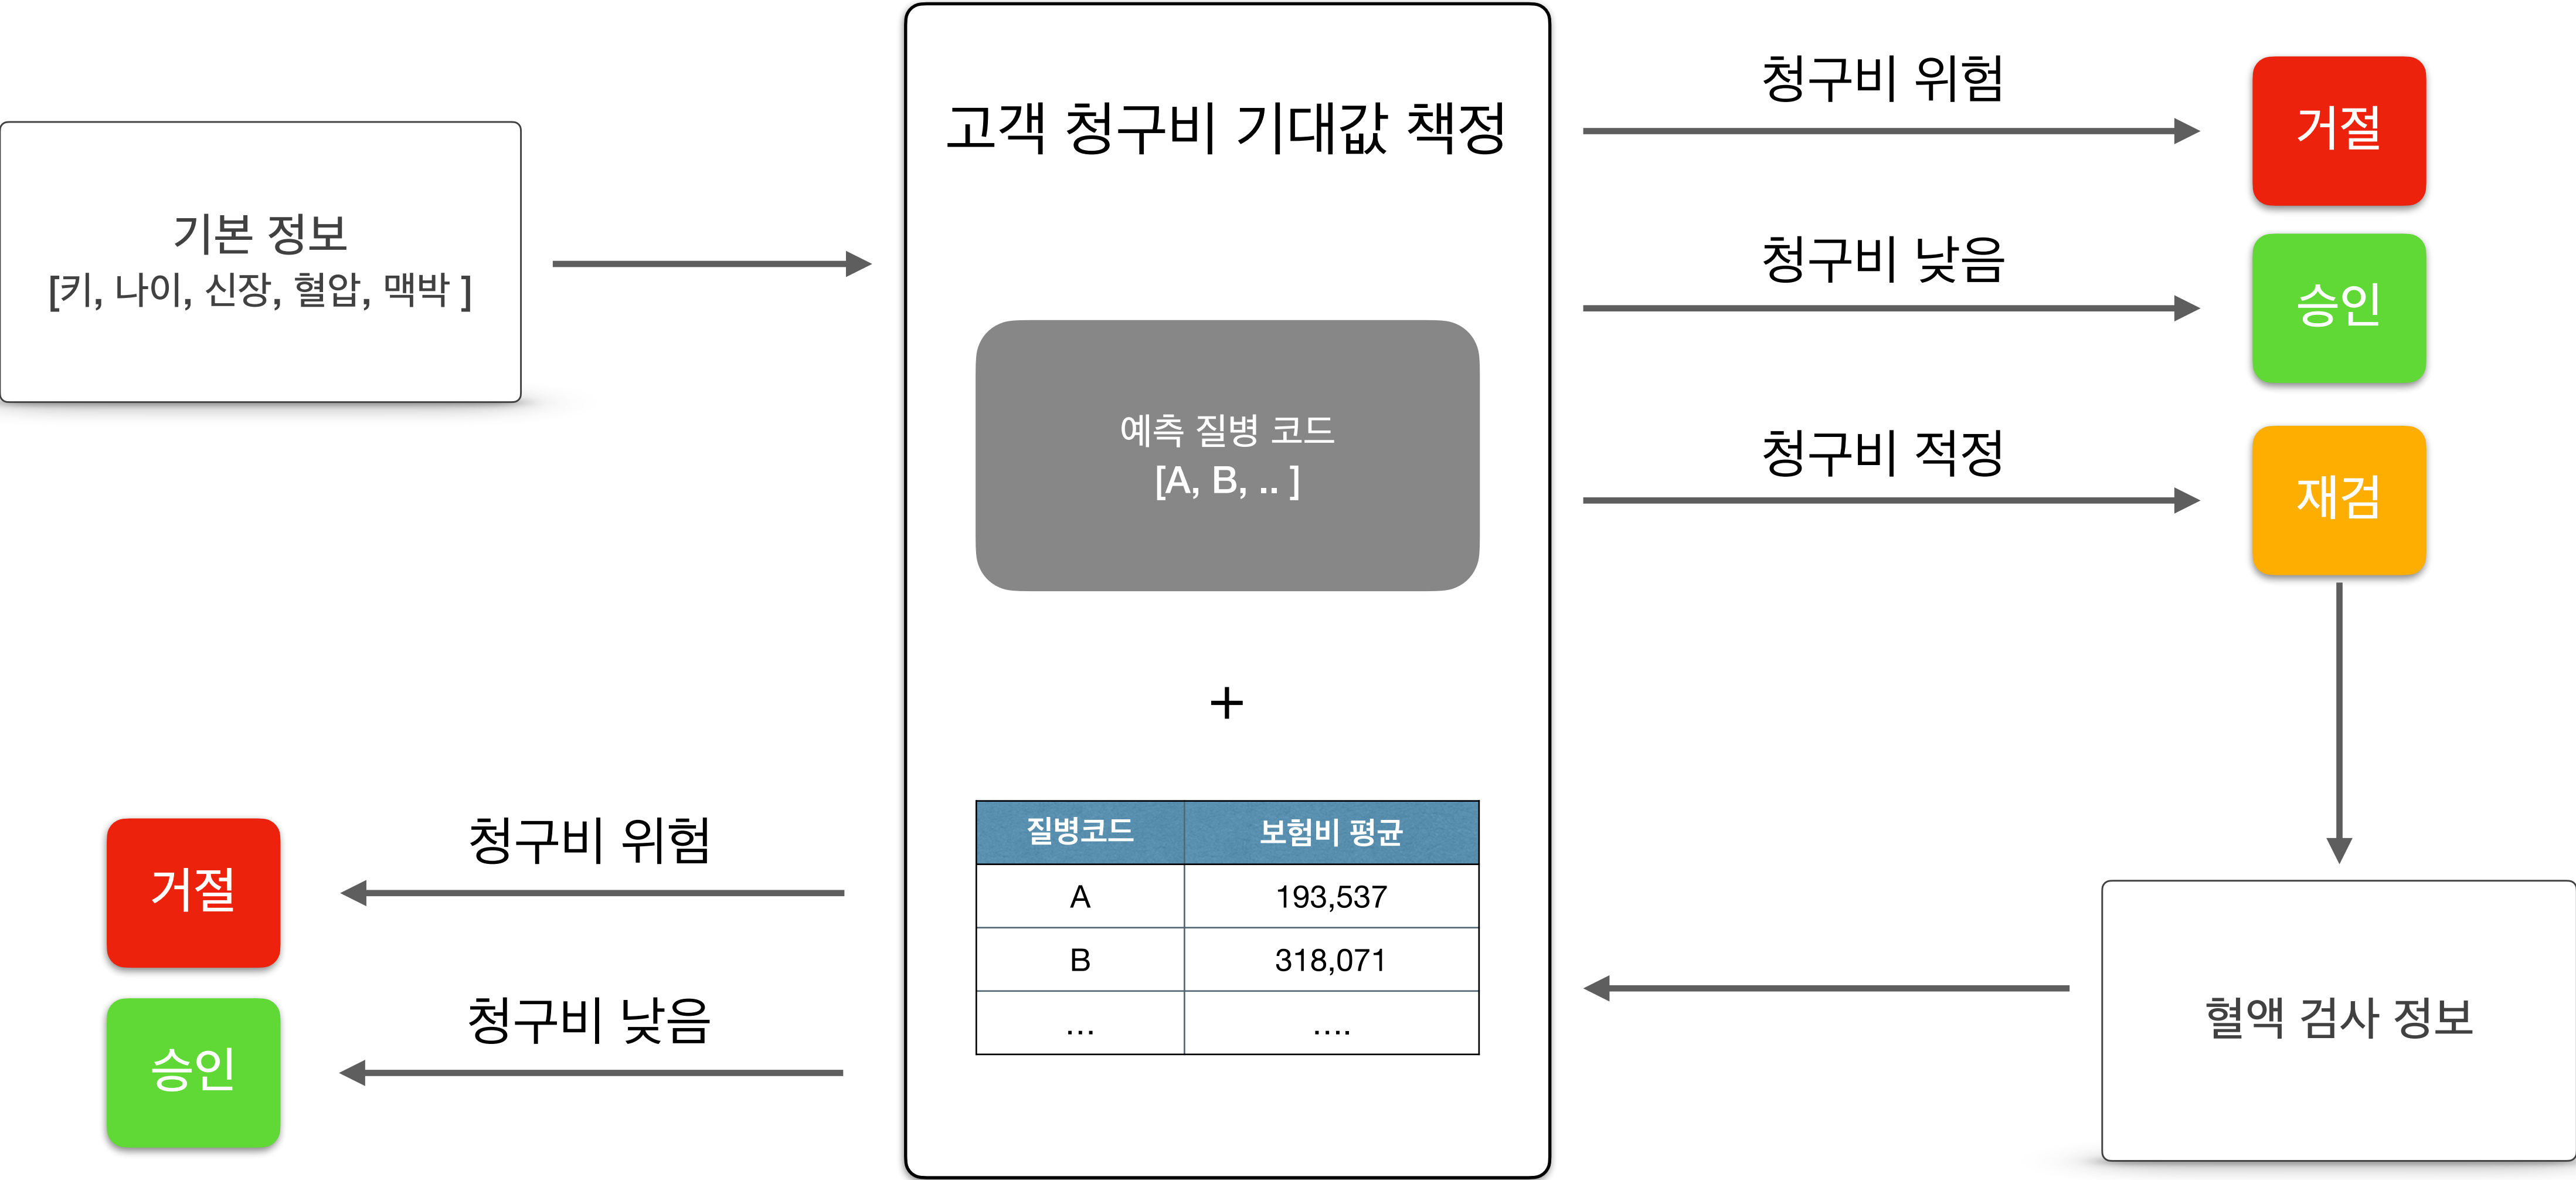 기본 정보
[키, 나이, 신장, 혈압, 맥박 ]
고객 청구비 기대값 책정
예측 질병 코드
[A, B, .. ]
+
질병코드 보험비 평균
A 193,537
B 318,071
... ....
청구비 위험
거절
청구비 낮음
승인
청구비 적정
재검
혈액 검사 정보
청구비 위험
거절
청구비 낮음
승인